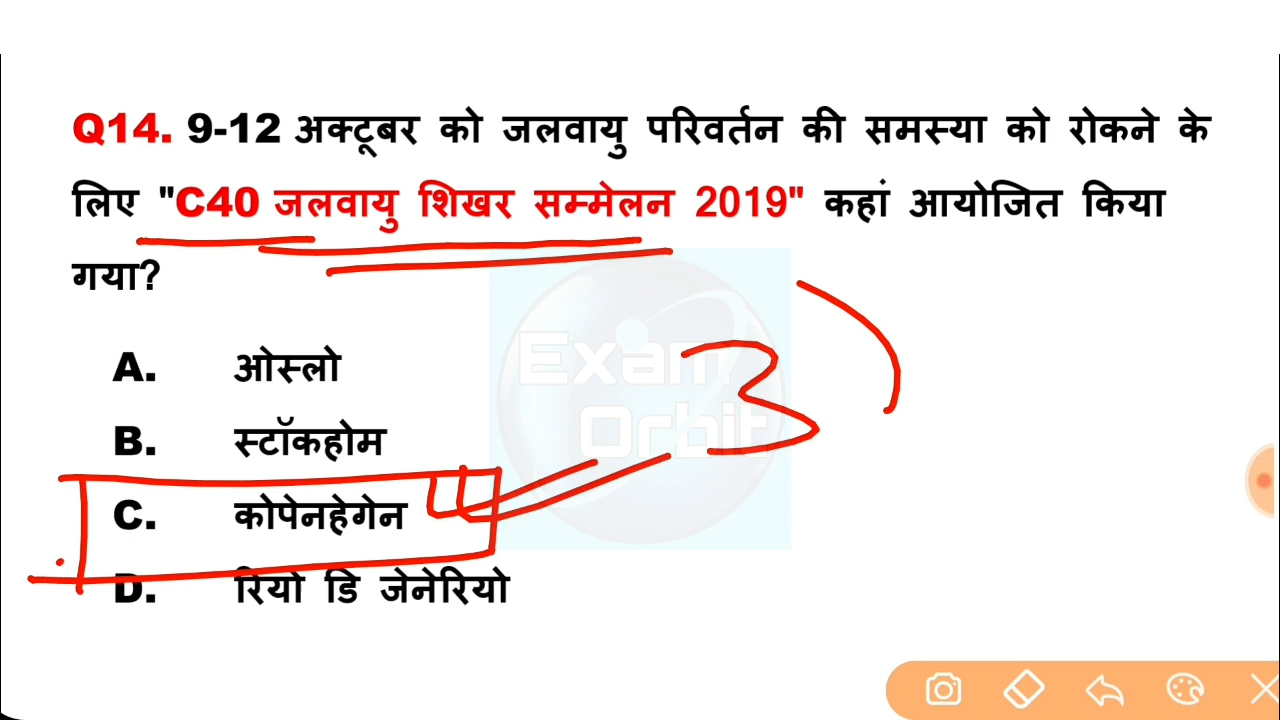 Q14. 9-12 अक्टूबर को जलवायु परिवर्तन की समस्या को रोकने के
लिए "C40 जलवायु शिखर सम्मेलन 2019" कहां आयोजित किया
गया?
A. ओस्लो
B. स्टॉकहोम
C. कोपेनहेगेन
D. रियो डि जेनेरियो
Exam
Orbit
3